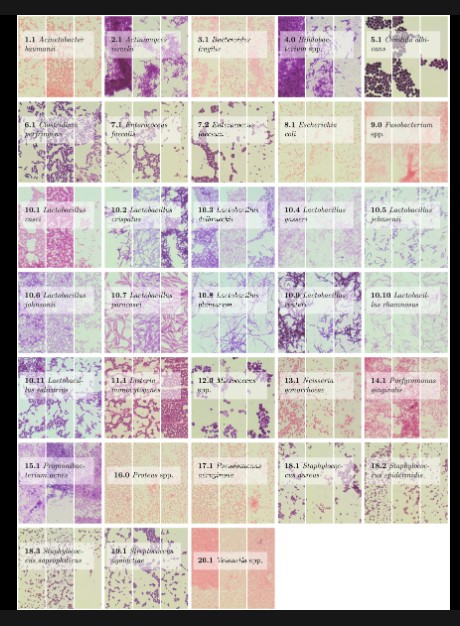 1.1 Acinetobacter
baumanii
2.1 Actinomyces
israelii
3.1 Bacteroides
fragilis
4.0 Bifidobac-
terium spp.
5.1 Candida albi-
cans
6.1 Clostridium
perfringens
7.1 Enterococcus
faecalis
7.2 Enterococcus
faecium
8.1 Escherichia
coli
9.0 Fusobacterium
spp.
10.1 Lactobacillus
casei
10.2 Lactobacillus
crispatus
10.3 Lactobacillus
delbrueckii
10.4 Lactobacillus
gasseri
10.5 Lactobacillus
jehnsenii
10.6 Lactobacillus
johnsonii
10.7 Lactobacillus
paracasei
10.8 Lactobacillus
plantarum
10.9 Lactobacillus
reuteri
10.10 Lactobacil-
lus rhamnosus
10.11 Lactobacil-
lus salivarius
11.1 Listeria
monocytogenes
12.0 Micrococcus
spp.
13.1 Neisseria
gonorrhoeae
14.1 Porfyromonas
gingivalis
15.1 Propionibac-
terium acnes
16.0 Proteus spp.
17.1 Pseudomonas
aeruginosa
18.1 Staphylococ-
cus aureus
18.2 Staphylococ-
cus epidermidis
18.3 Staphylococ-
cus saprophiticus
19.1 Streptococcus
agalactiae
20.1 Veionella spp.